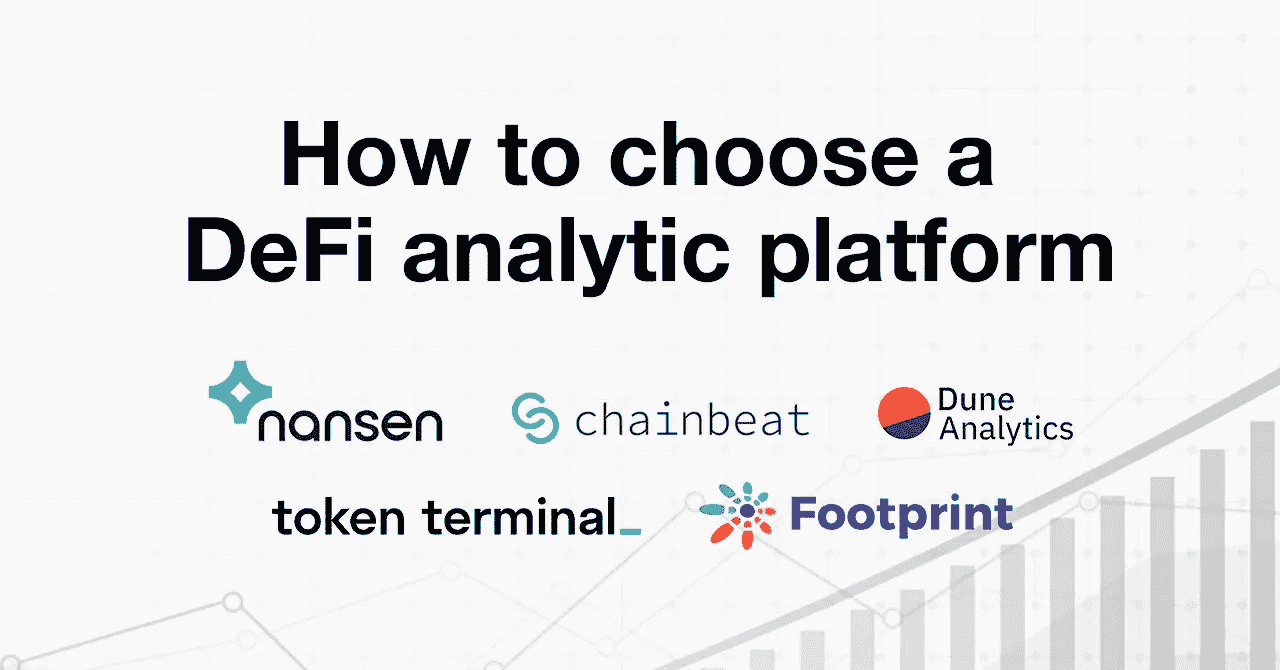 How to choose a
DeFi analytic platform
nansen
chainbeat
Dune
Analytics
token terminal_
Footprint